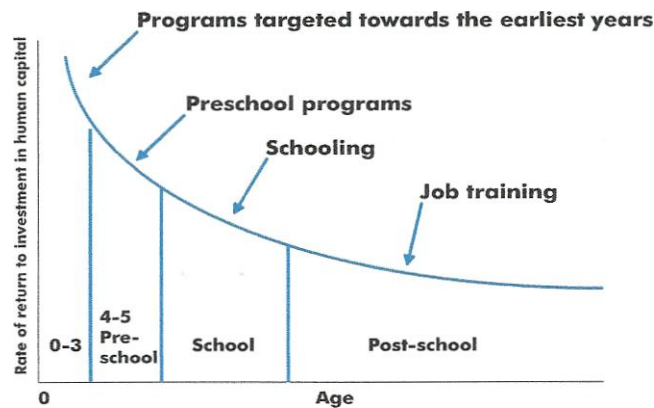 Programs targeted towards the earliest years
Preschool programs
Schooling
Job training
Rate of return to investment in human capital
0-3
4-5
Pre-
school
School
Post-school
0
Age